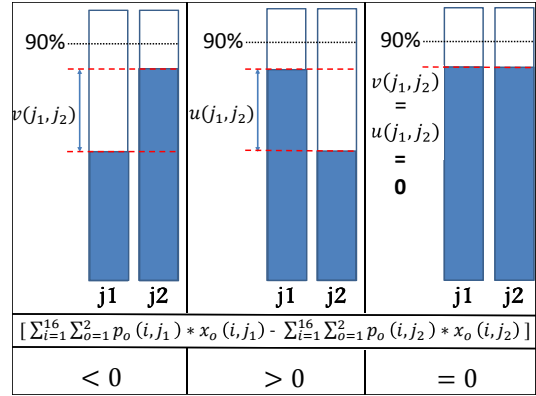 90% 90% 90%
v(j₁,j₂) u(j₁,j₂) v(j₁,j₂)
=
u(j₁,j₂)
=
0
j1 j2 j1 j2 j1 j2
[ ∑_{i=1}^{16} ∑_{o=1}^{2} p_o (i,j₁) ∗ x_o (i,j₁) - ∑_{i=1}^{16} ∑_{o=1}^{2} p_o (i,j₂) ∗ x_o (i,j₂) ]
< 0 > 0 = 0